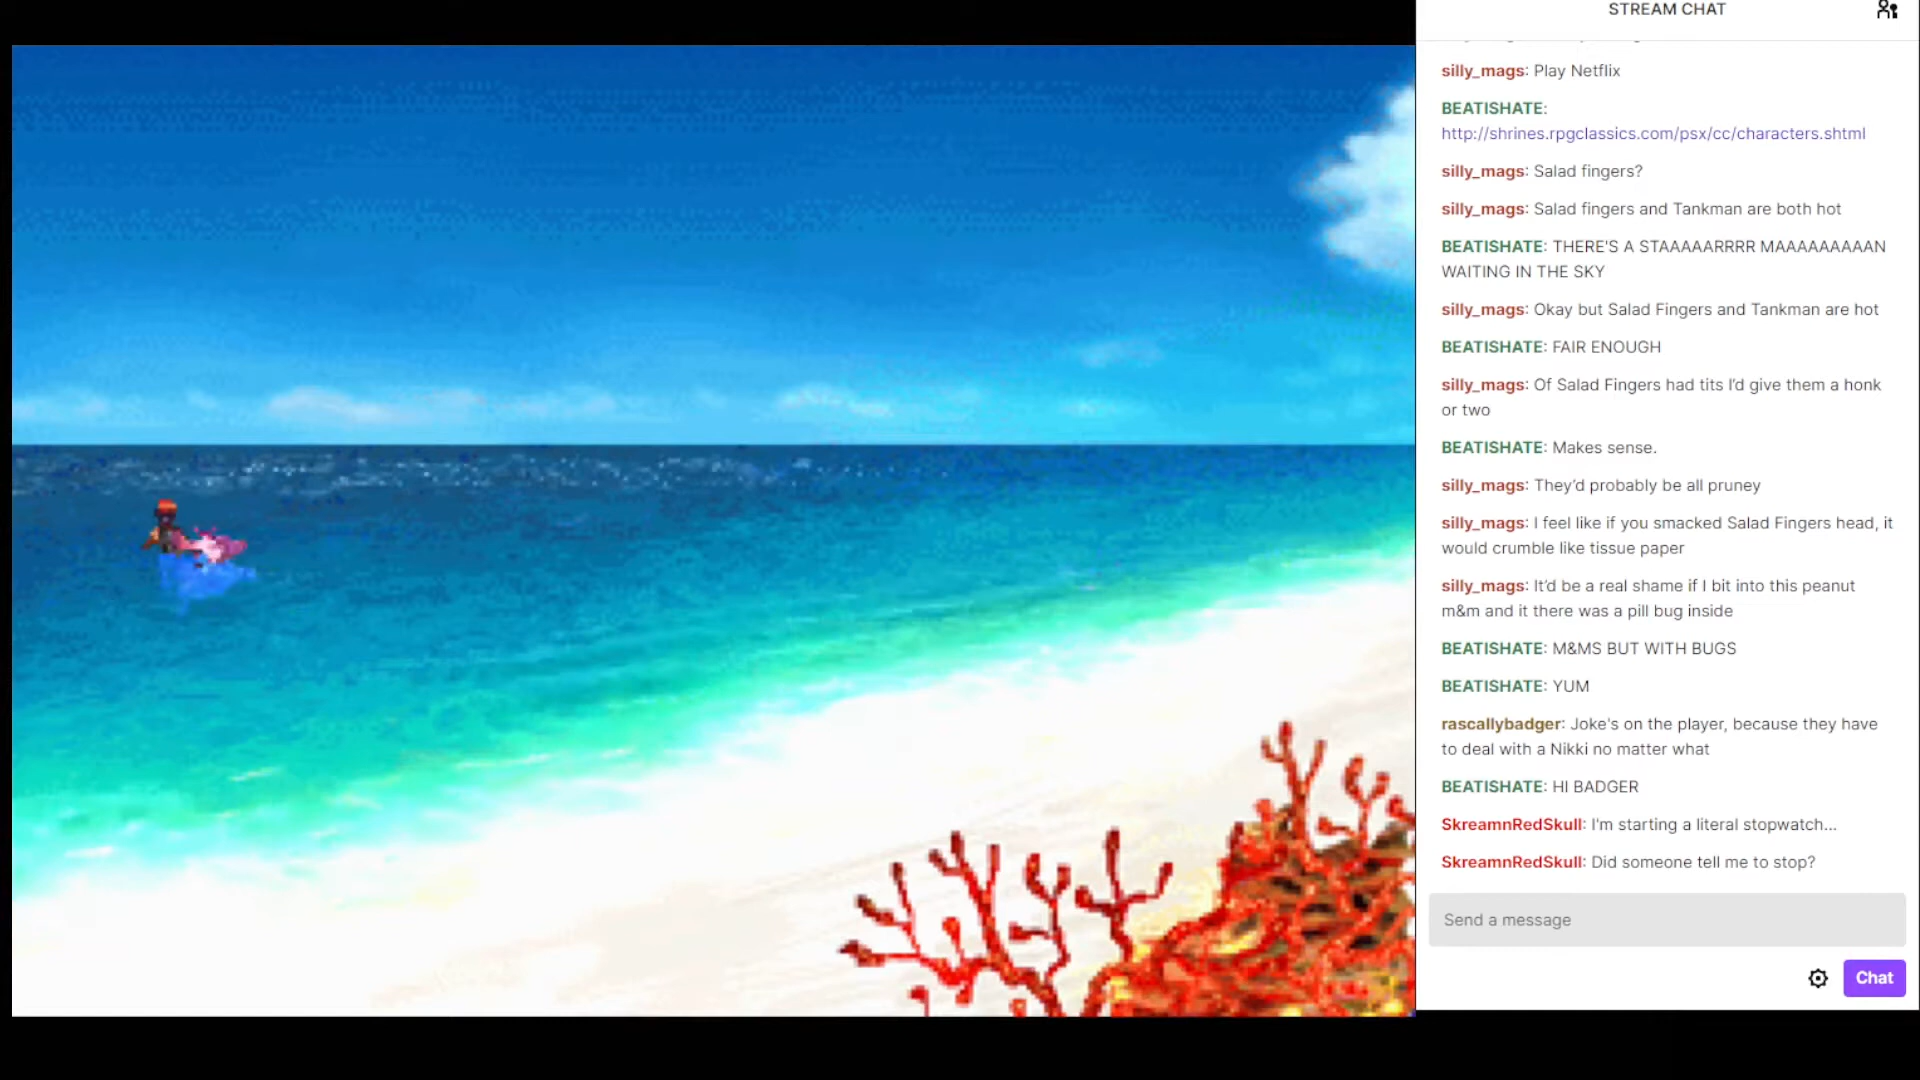 STREAM CHAT
silly_mags: Play Netflix
BEATISHATE:
http://shrines.rpgclassics.com/psx/cc/characters.shtml
silly_mags: Salad fingers?
silly_mags: Salad fingers and Tankman are both hot
BEATISHATE: THERE'S A STAAAAARRRR MAAAAAAAAAN
WAITING IN THE SKY
silly_mags: Okay but Salad Fingers and Tankman are hot
BEATISHATE: FAIR ENOUGH
silly_mags: Of Salad Fingers had tits I'd give them a honk
or two
BEATISHATE: Makes sense.
silly_mags: They’d probably be all pruney
silly_mags: I feel like if you smacked Salad Fingers head, it
would crumble like tissue paper
silly_mags: It’d be a real shame if I bit into this peanut
m&m and it there was a pill bug inside
BEATISHATE: M&MS BUT WITH BUGS
BEATISHATE: YUM
rascallybadger: Joke's on the player, because they have
to deal with a Nikki no matter what
BEATISHATE: HI BADGER
SkreamnRedSkull: I'm starting a literal stopwatch...
SkreamnRedSkull: Did someone tell me to stop?
Send a message
Chat